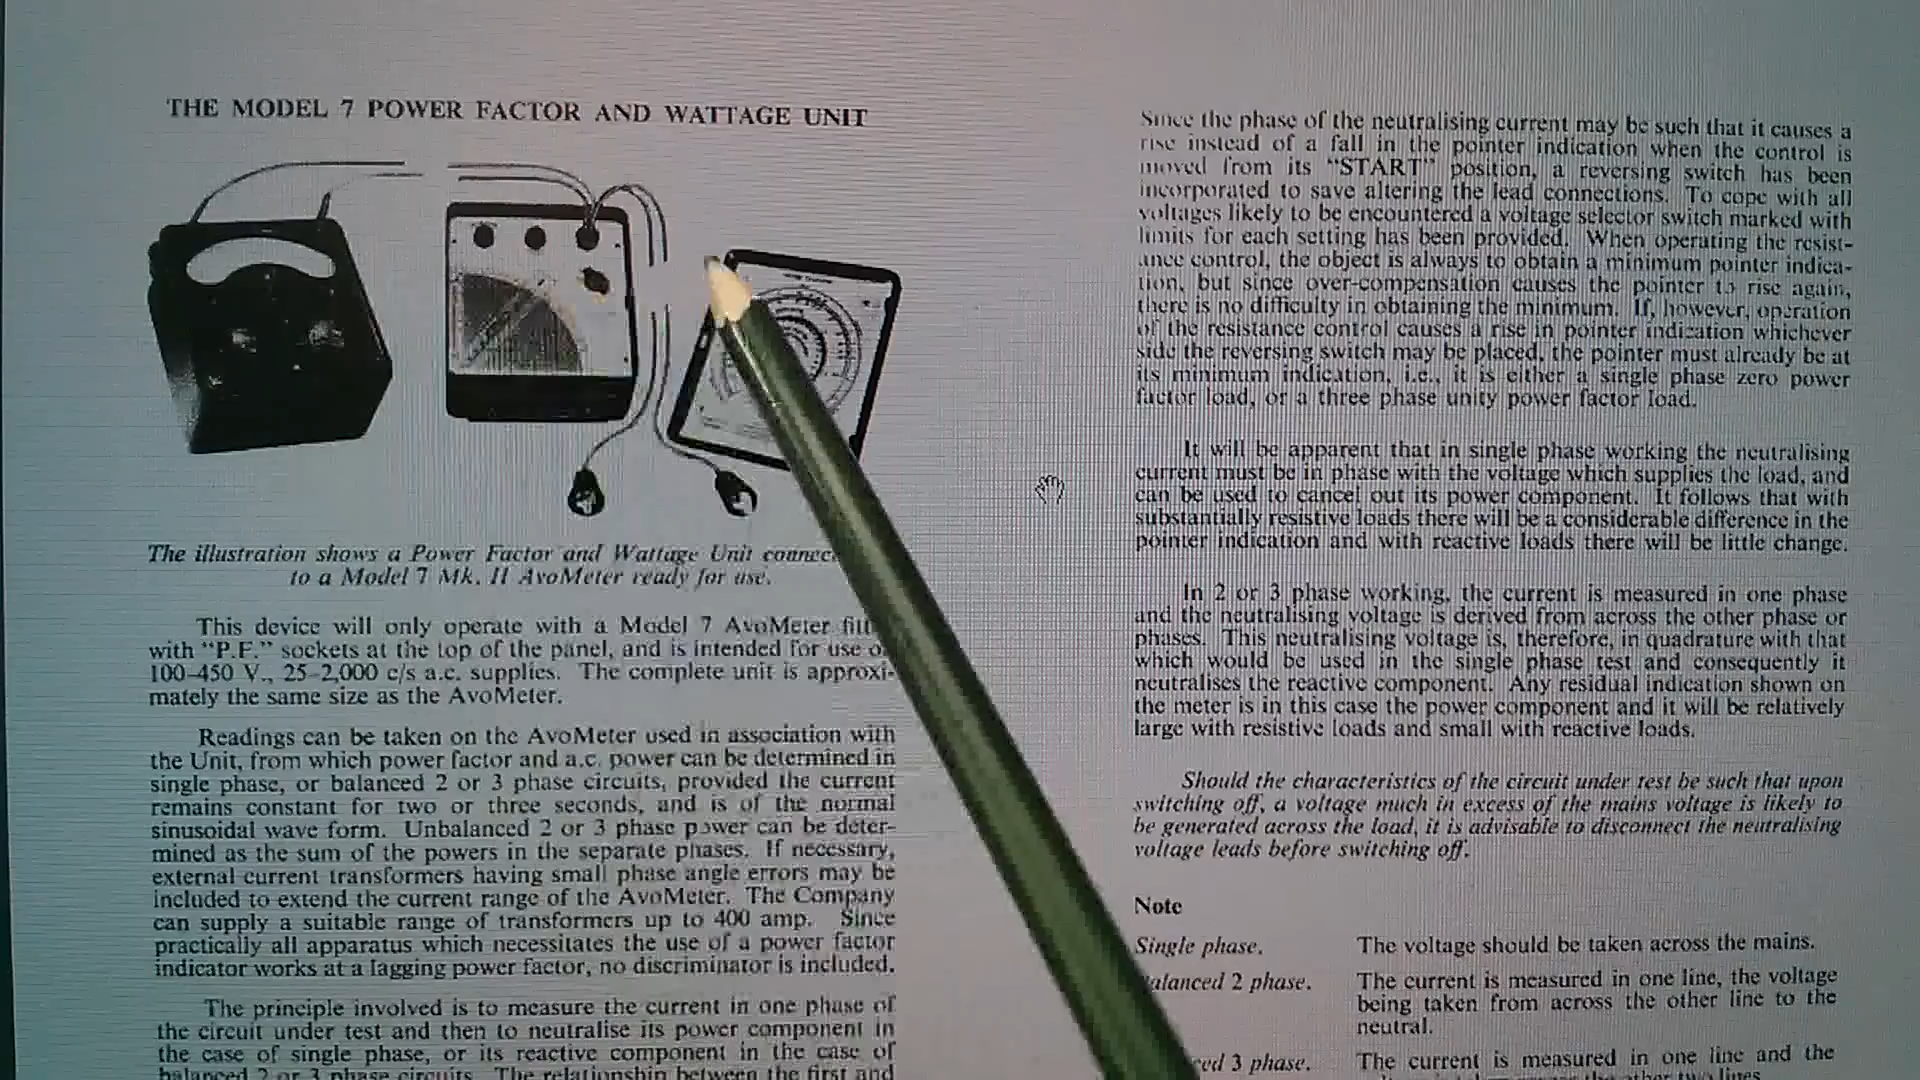 THE MODEL 7 POWER FACTOR AND WATTAGE UNIT
The illustration shows a Power Factor and Wattage Unit connec
to a Model 7 Mk. II AvoMeter ready for use.
This device will only operate with a Model 7 AvoMeter fitt
with "P.F." sockets at the top of the panel, and is intended for use o
100-450 V., 25-2,000 c/s a.c. supplies. The complete unit is approxi-
mately the same size as the AvoMeter.
Readings can be taken on the AvoMeter used in association with
the Unit, from which power factor and a.c. power can be determined in
single phase, or balanced 2 or 3 phase circuits, provided the current
remains constant for two or three seconds, and is of the normal
sinusoidal wave form. Unbalanced 2 or 3 phase power can be deter-
mined as the sum of the powers in the separate phases. If necessary,
external current transformers having small phase angle errors may be
included to extend the current range of the AvoMeter. The Company
can supply a suitable range of transformers up to 400 amp. Since
practically all apparatus which necessitates the use of a power factor
indicator works at a lagging power factor, no discriminator is included.
The principle involved is to measure the current in one phase of
the circuit under test and then to neutralise its power component in
the case of single phase, or its reactive component in the case of
balanced 2 or 3 phase circuits. The relationship between the first and
Since the phase of the neutralising current may be such that it causes a
rise instead of a fall in the pointer indication when the control is
moved from its "START" position, a reversing switch has been
incorporated to save altering the lead connections. To cope with all
voltages likely to be encountered a voltage selector switch marked with
limits for each setting has been provided. When operating the resist-
ance control, the object is always to obtain a minimum pointer indica-
tion, but since over-compensation causes the pointer to rise again,
there is no difficulty in obtaining the minimum. If, however, operation
of the resistance control causes a rise in pointer indication whichever
side the reversing switch may be placed, the pointer must already be at
its minimum indication, i.e., it is either a single phase zero power
factor load, or a three phase unity power factor load.
It will be apparent that in single phase working the neutralising
current must be in phase with the voltage which supplies the load, and
can be used to cancel out its power component. It follows that with
substantially resistive loads there will be a considerable difference in the
pointer indication and with reactive loads there will be little change.
In 2 or 3 phase working, the current is measured in one phase
and the neutralising voltage is derived from across the other phase or
phases. This neutralising voltage is, therefore, in quadrature with that
which would be used in the single phase test and consequently it
neutralises the reactive component. Any residual indication shown on
the meter is in this case the power component and it will be relatively
large with resistive loads and small with reactive loads.
Should the characteristics of the circuit under test be such that upon
switching off, a voltage much in excess of the mains voltage is likely to
be generated across the load, it is advisable to disconnect the neutralising
voltage leads before switching off.
Note
Single phase. The voltage should be taken across the mains.
alanced 2 phase. The current is measured in one line, the voltage
being taken from across the other line to the
neutral.
ced 3 phase. The current is measured in one line and the
other two lines.